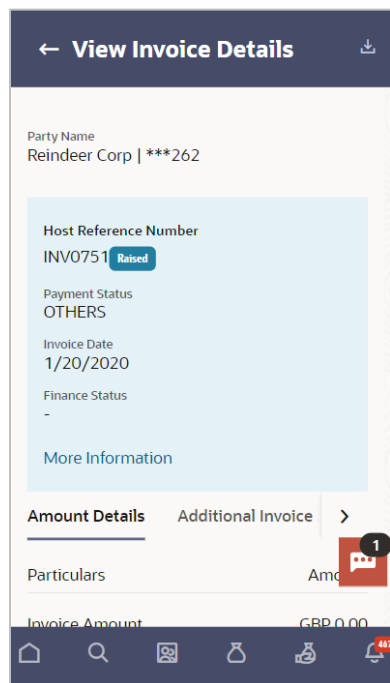 ← View Invoice Details
Party Name
Reindeer Corp | ***262
Host Reference Number
INV0751 Raised
Payment Status
OTHERS
Invoice Date
1/20/2020
Finance Status
-
More Information
Amount Details Additional Invoice >
1
Particulars
Invoice Amount GBP 0.00
467